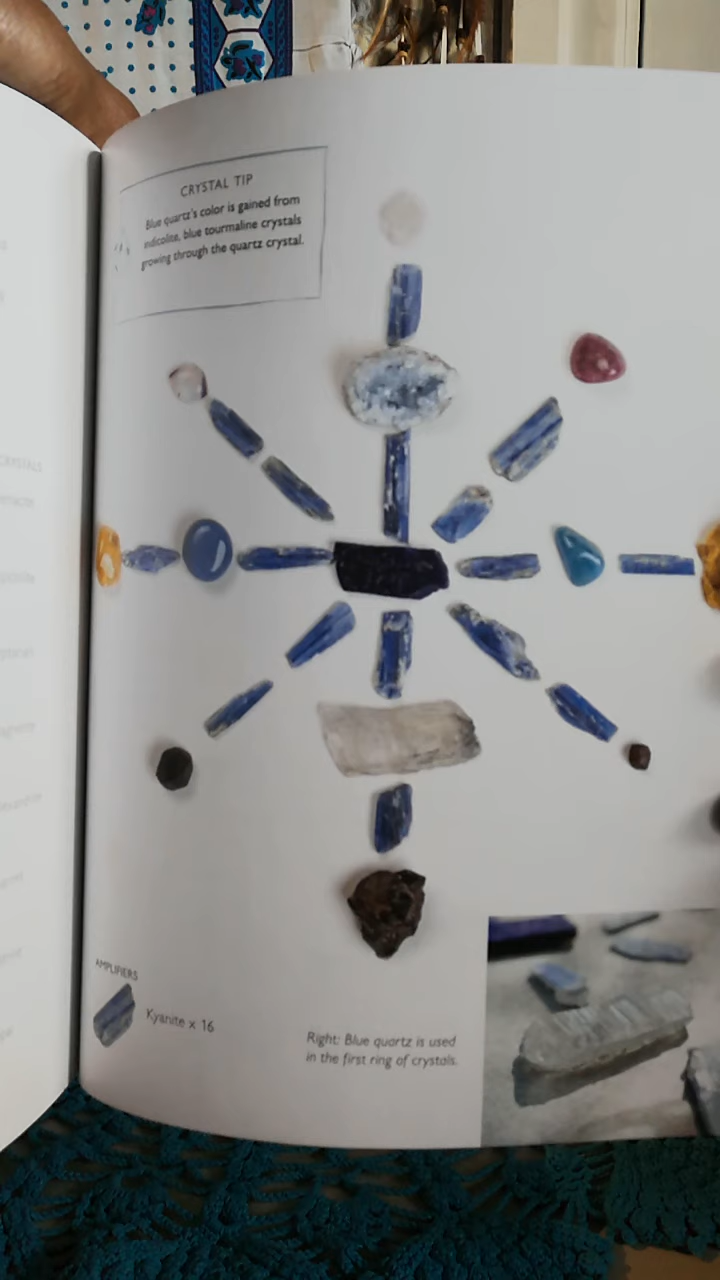 CRYSTAL TIP
Blue quartz's color is gained from
indicolite, blue tourmaline crystals
growing through the quartz crystal.
CRYSTALS
AMPLIFIERS
Kyanite x 16
Right: Blue quartz is used
in the first ring of crystals.